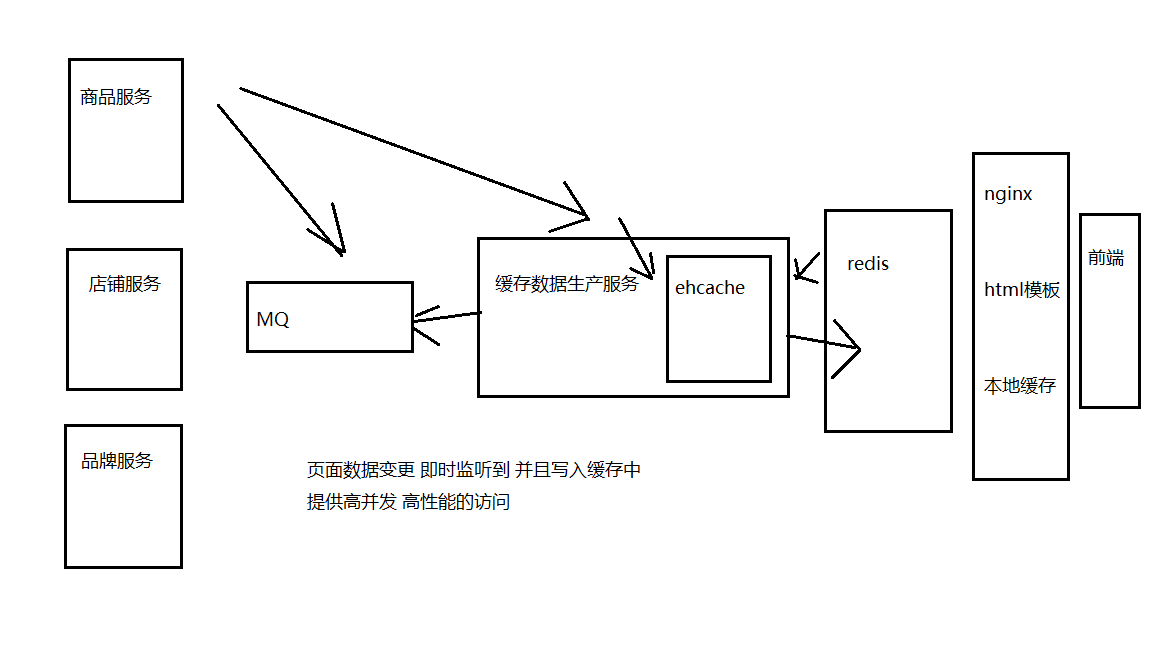 商品服务
店铺服务
品牌服务
MQ
缓存数据生产服务
ehcache
redis
nginx
html模板
本地缓存
前端
页面数据变更 即时监听到 并且写入缓存中
提供高并发 高性能的访问